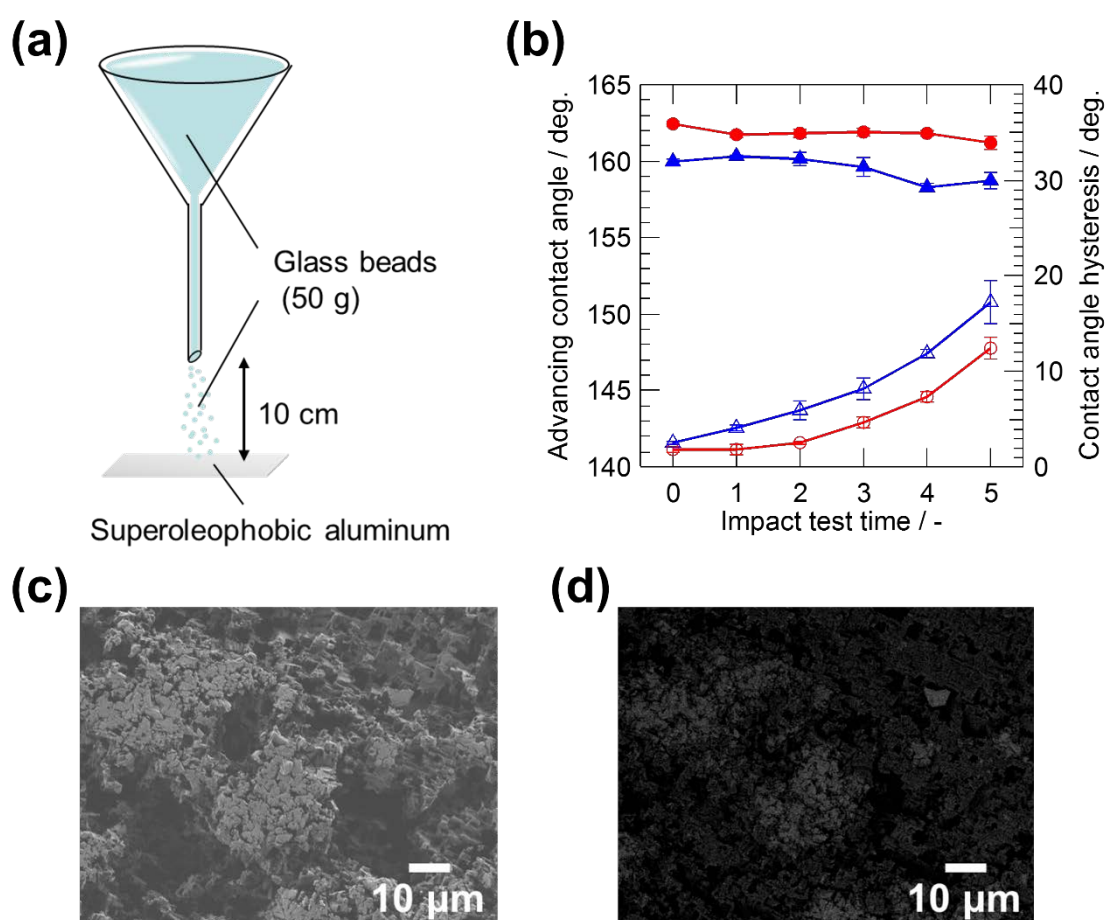 (a)
Glass beads
(50 g)
10 cm
Superoleophobic aluminum
(b)
Advancing contact angle / deg.
165
160
155
150
145
140
0 1 2 3 4 5
Impact test time / -
40
30
20
10
0
Contact angle hysteresis / deg.
(c)
10 μm
(d)
10 μm